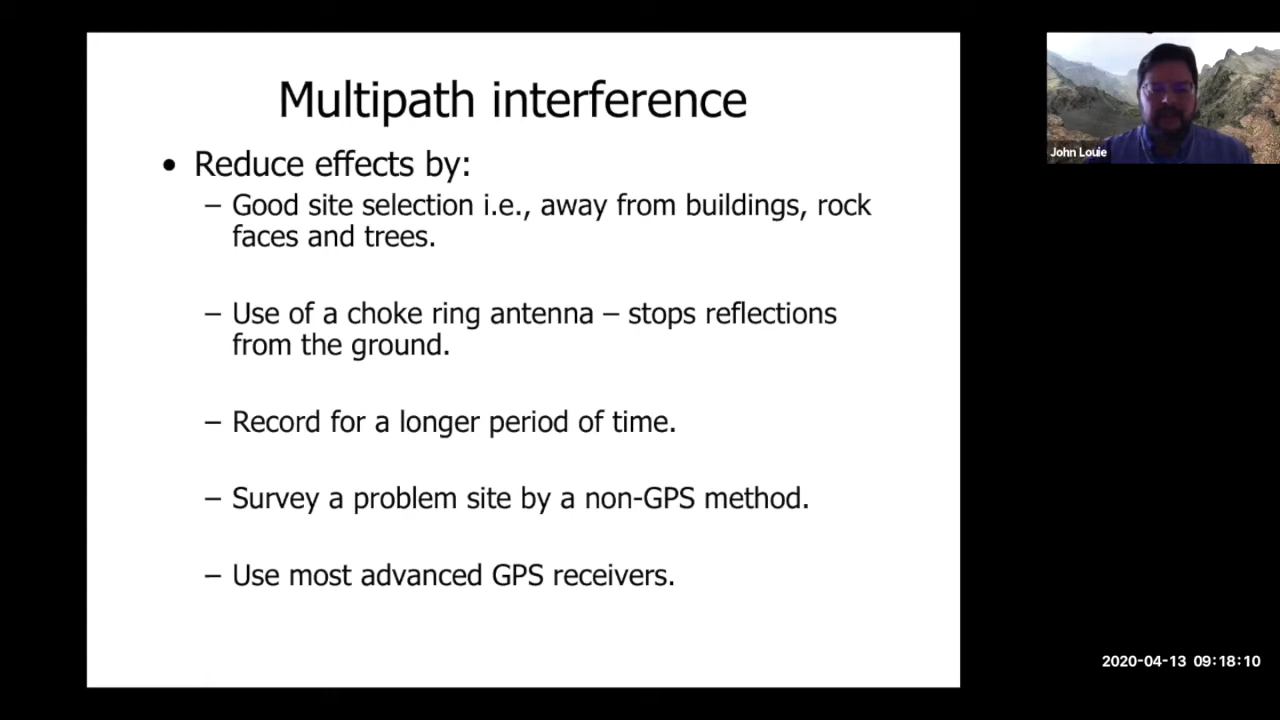 Multipath interference
• Reduce effects by:
– Good site selection i.e., away from buildings, rock
faces and trees.
– Use of a choke ring antenna – stops reflections
from the ground.
– Record for a longer period of time.
– Survey a problem site by a non-GPS method.
– Use most advanced GPS receivers.
John Louie
2020-04-13 09:18:10